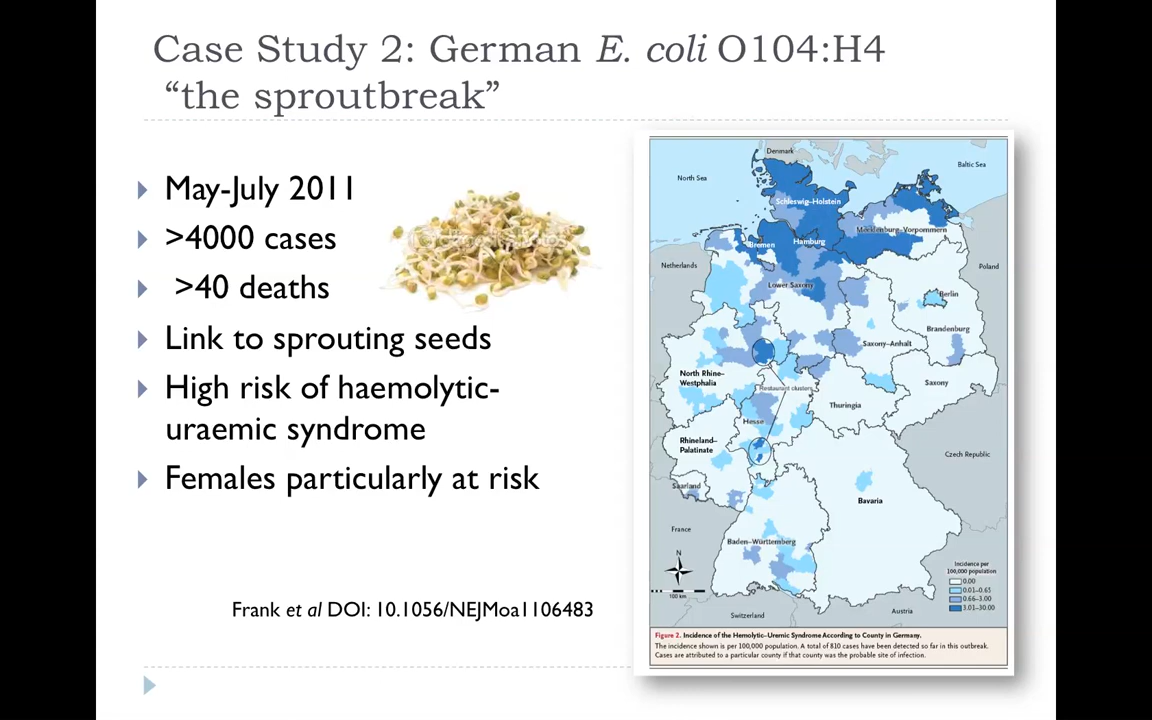 Case Study 2: German E. coli O104:H4
“the sproutbreak”
May-July 2011
>4000 cases
>40 deaths
Link to sprouting seeds
High risk of haemolytic-
uraemic syndrome
Females particularly at risk
Frank et al DOI: 10.1056/NEJMoa1106483
Denmark
North Sea
Baltic Sea
Schleswig–Holstein
Mecklenburg–Vorpommern
Hamburg
Bremen
Netherlands
Poland
Lower Saxony
Berlin
Brandenburg
Saxony–Anhalt
North Rhine–
Westphalia
Restaurant clusters
Saxony
Thuringia
Hesse
Rhineland–
Palatinate
Czech Republic
Saarland
Bavaria
France
Baden–Württemberg
N
100 km
Switzerland
Austria
Incidence per
100,000 population
0.00
0.01–0.65
0.66–3.00
3.01–30.00
Figure 2. Incidence of the Hemolytic–Uremic Syndrome According to County in Germany.
The incidence shown is per 100,000 population. A total of 810 cases have been detected so far in this outbreak.
Cases are attributed to a particular county if that county was the probable site of infection.